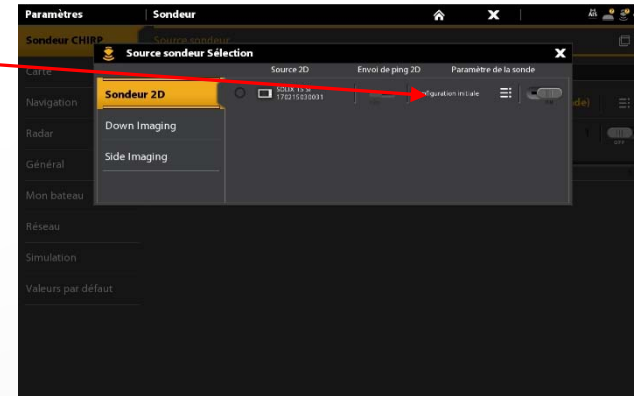 Paramètres
Sondeur
Sondeur CHIRP
Source sondeur
Source sondeur Sélection
Source 2D
Envoi de ping 2D
Paramètre de la sonde
Carte
Sondeur 2D
SOLIX 15 SI
170215030031
nfiguration initiale
Navigation
Down Imaging
Radar
OFF
Side Imaging
Général
Mon bateau
Réseau
Simulation
Valeurs par défaut